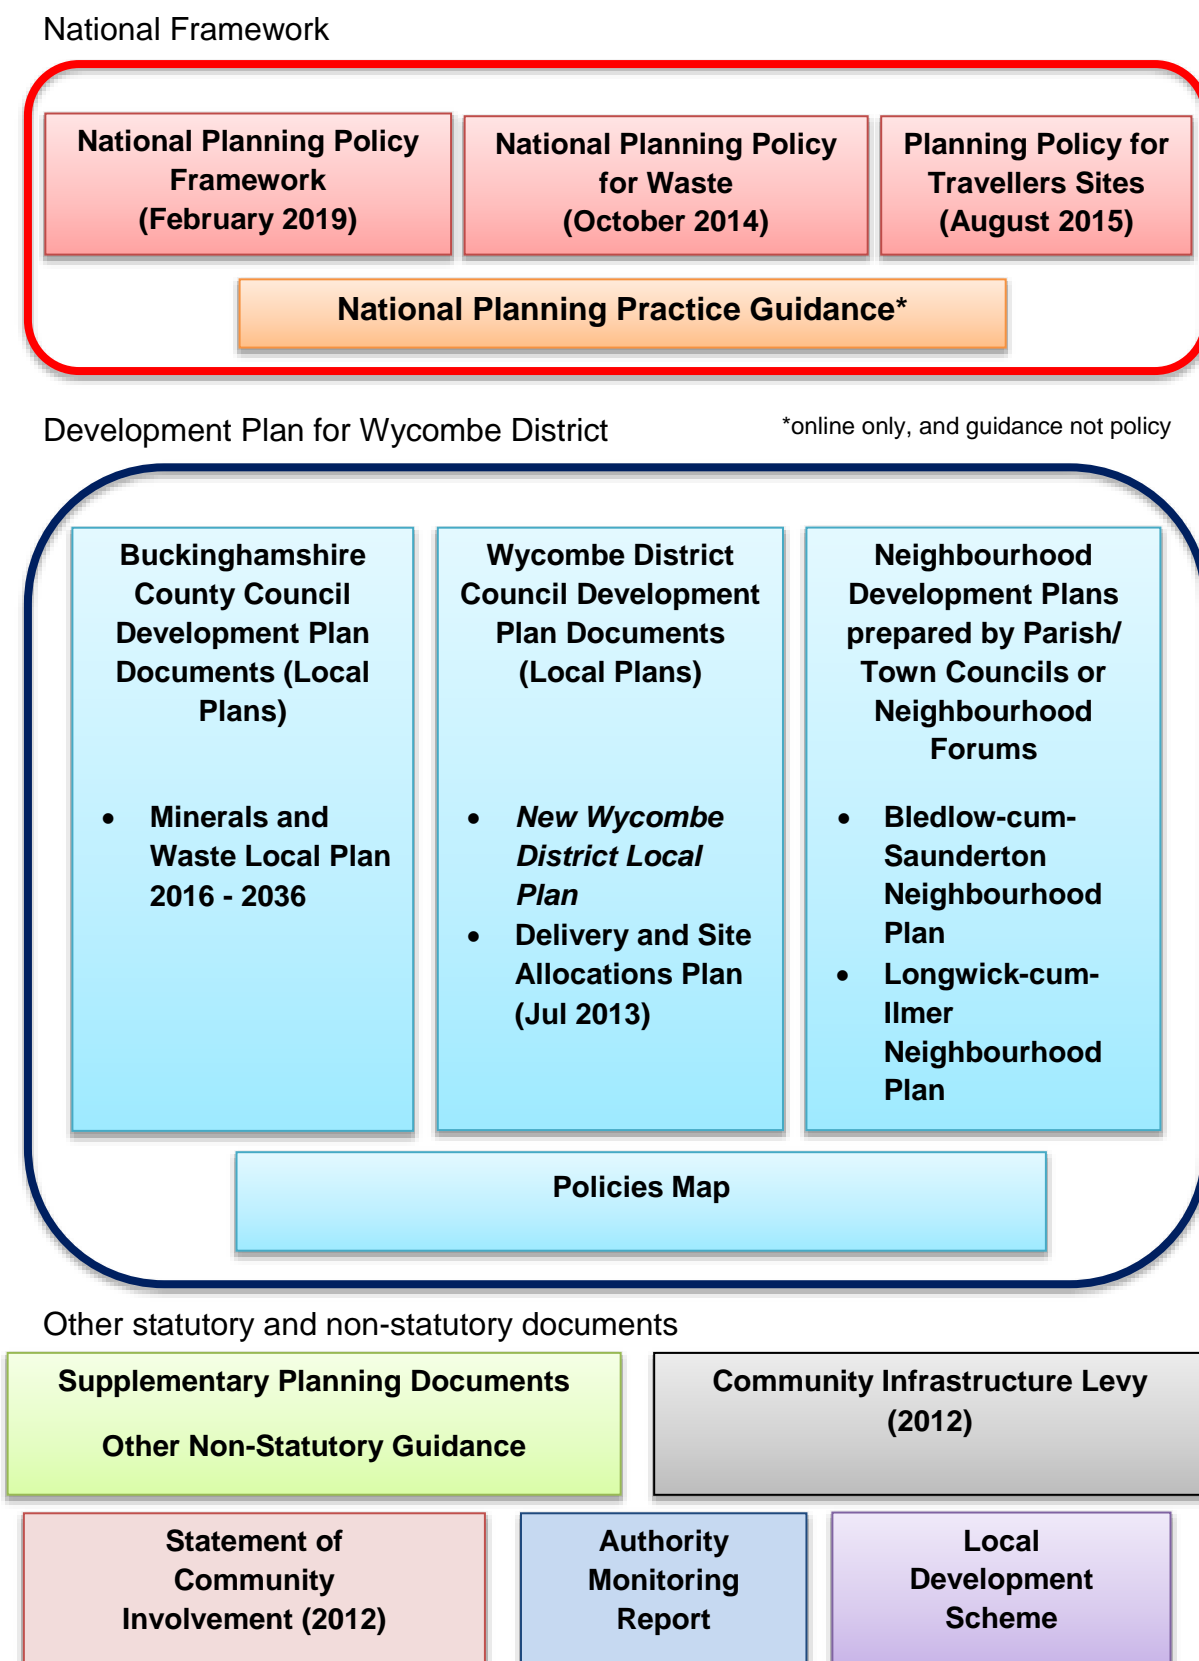 National Framework
National Planning Policy
Framework
(February 2019)
National Planning Policy
for Waste
(October 2014)
Planning Policy for
Travellers Sites
(August 2015)
National Planning Practice Guidance*
Development Plan for Wycombe District
*online only, and guidance not policy
Buckinghamshire
County Council
Development Plan
Documents (Local
Plans)
• Minerals and
Waste Local Plan
2016 - 2036
Wycombe District
Council Development
Plan Documents
(Local Plans)
• New Wycombe
District Local
Plan
• Delivery and Site
Allocations Plan
(Jul 2013)
Neighbourhood
Development Plans
prepared by Parish/
Town Councils or
Neighbourhood
Forums
• Bledlow-cum-
Saunderton
Neighbourhood
Plan
• Longwick-cum-
Ilmer
Neighbourhood
Plan
Policies Map
Other statutory and non-statutory documents
Supplementary Planning Documents
Other Non-Statutory Guidance
Community Infrastructure Levy
(2012)
Statement of
Community
Involvement (2012)
Authority
Monitoring
Report
Local
Development
Scheme